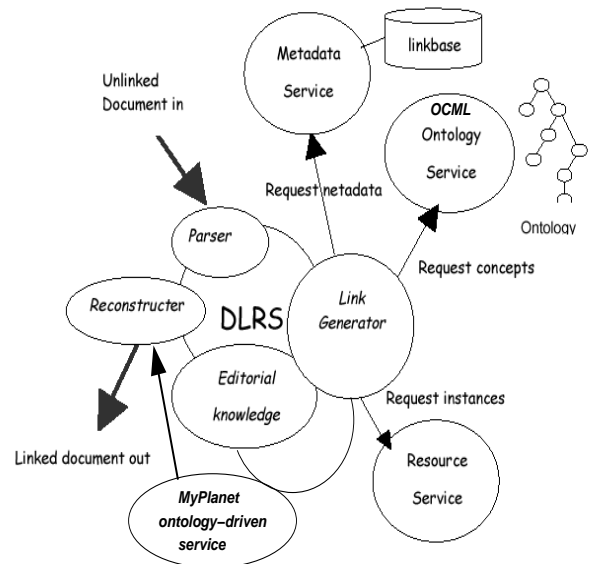 Metadata
Service
linkbase
Unlinked
Document in
OCML
Ontology
Service
Request netadata
Ontology
Parser
Request concepts
Reconstructer
DLRS
Link
Generator
Editorial
knowledge
Request instances
Linked document out
Resource
Service
MyPlanet
ontology–driven
service